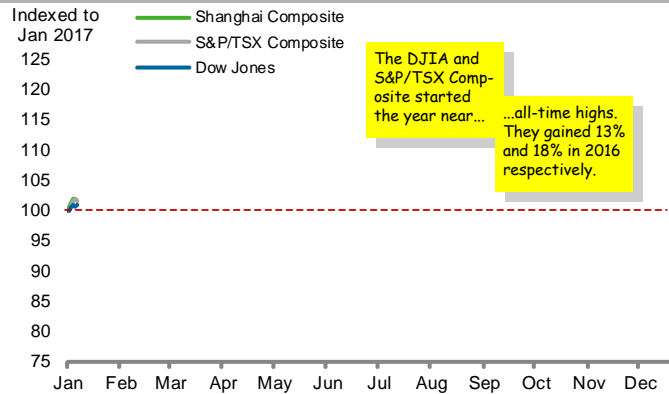 Indexed to
Jan 2017
Shanghai Composite
S&P/TSX Composite
Dow Jones
125
120
115
110
105
100
95
90
85
80
75
The DJIA and
S&P/TSX Comp-
osite started
the year near...
...all-time highs.
They gained 13%
and 18% in 2016
respectively.
Jan Feb Mar Apr May Jun Jul Aug Sep Oct Nov Dec